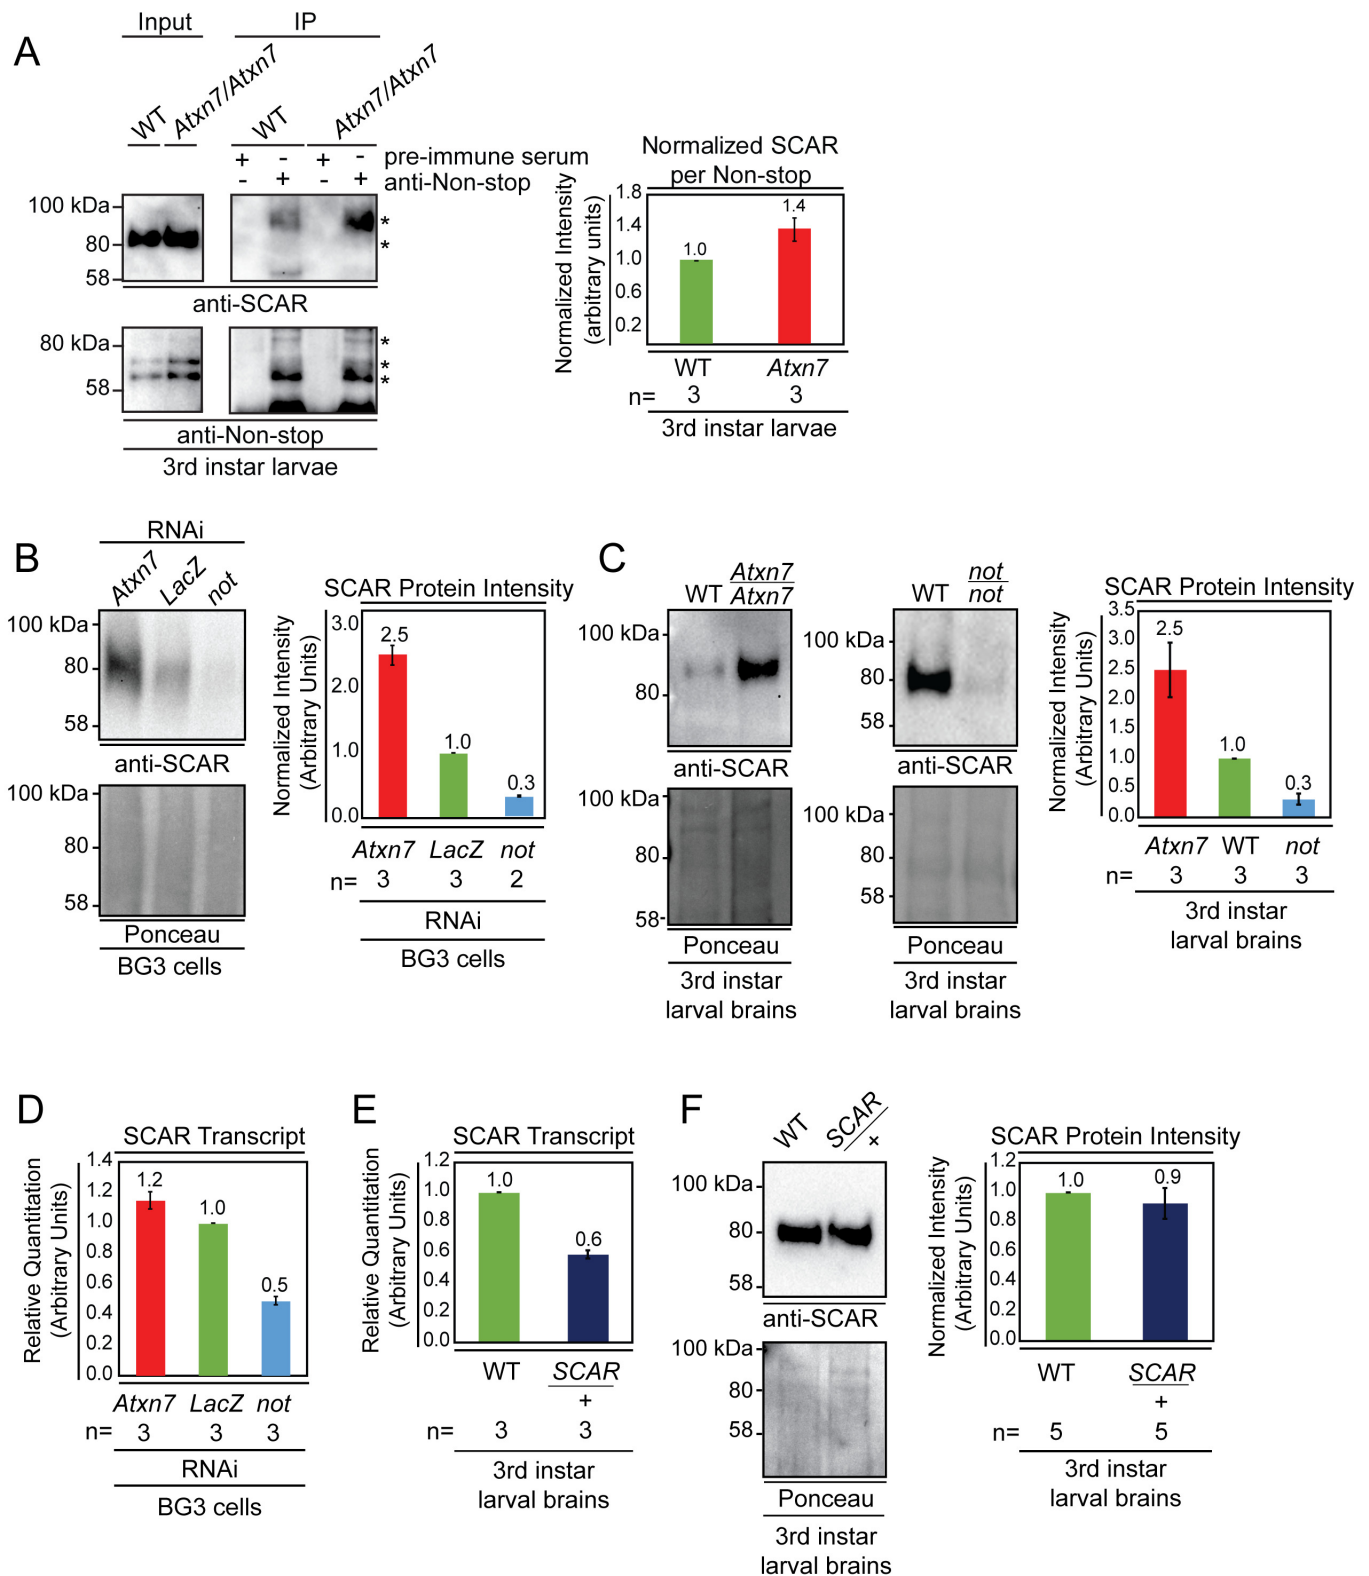 A
Input
IP
WT
Atxn7/Atxn7
WT
Atxn7/Atxn7
+ - + - pre-immune serum
- + - + anti-Non-stop
100 kDa
80
58
*
*
anti-SCAR
80 kDa
58
*
*
*
anti-Non-stop
3rd instar larvae
Normalized SCAR
per Non-stop
Normalized Intensity
(arbitrary units)
1.8
1.4
1.0
0.6
0.2
1.0
1.4
WT Atxn7
n= 3 3
3rd instar larvae
B
RNAi
Atxn7 LacZ not
100 kDa
80
58
anti-SCAR
100 kDa
80
58
Ponceau
BG3 cells
SCAR Protein Intensity
Normalized Intensity
(Arbitrary Units)
3.0
2.0
1.0
0.0
2.5
1.0
0.3
Atxn7 LacZ not
n= 3 3 2
RNAi
BG3 cells
C
WT
Atxn7
Atxn7
100 kDa
80
anti-SCAR
100 kDa
80
58
Ponceau
3rd instar
larval brains
WT
not
not
100 kDa
80
58
anti-SCAR
100 kDa
80
58
Ponceau
3rd instar
larval brains
SCAR Protein Intensity
Normalized Intensity
(Arbitrary Units)
3.5
3.0
2.5
2.0
1.5
1.0
0.5
0.0
2.5
1.0
0.3
Atxn7 WT not
n= 3 3 3
3rd instar
larval brains
D
SCAR Transcript
Relative Quantitation
(Arbitrary Units)
1.4
1.2
1.0
0.8
0.6
0.4
0.2
0.0
1.2
1.0
0.5
Atxn7 LacZ not
n= 3 3 3
RNAi
BG3 cells
E
SCAR Transcript
Relative Quantitation
(Arbitrary Units)
1.2
1.0
0.8
0.6
0.4
0.2
0.0
1.0
0.6
WT SCAR
+
n= 3 3
3rd instar
larval brains
F
WT
SCAR
+
100 kDa
80
58
anti-SCAR
100 kDa
80
58
Ponceau
3rd instar
larval brains
SCAR Protein Intensity
Normalized Intensity
(Arbitrary Units)
1.2
1.0
0.8
0.6
0.4
0.2
0.0
1.0
0.9
WT SCAR
+
n= 5 5
3rd instar
larval brains